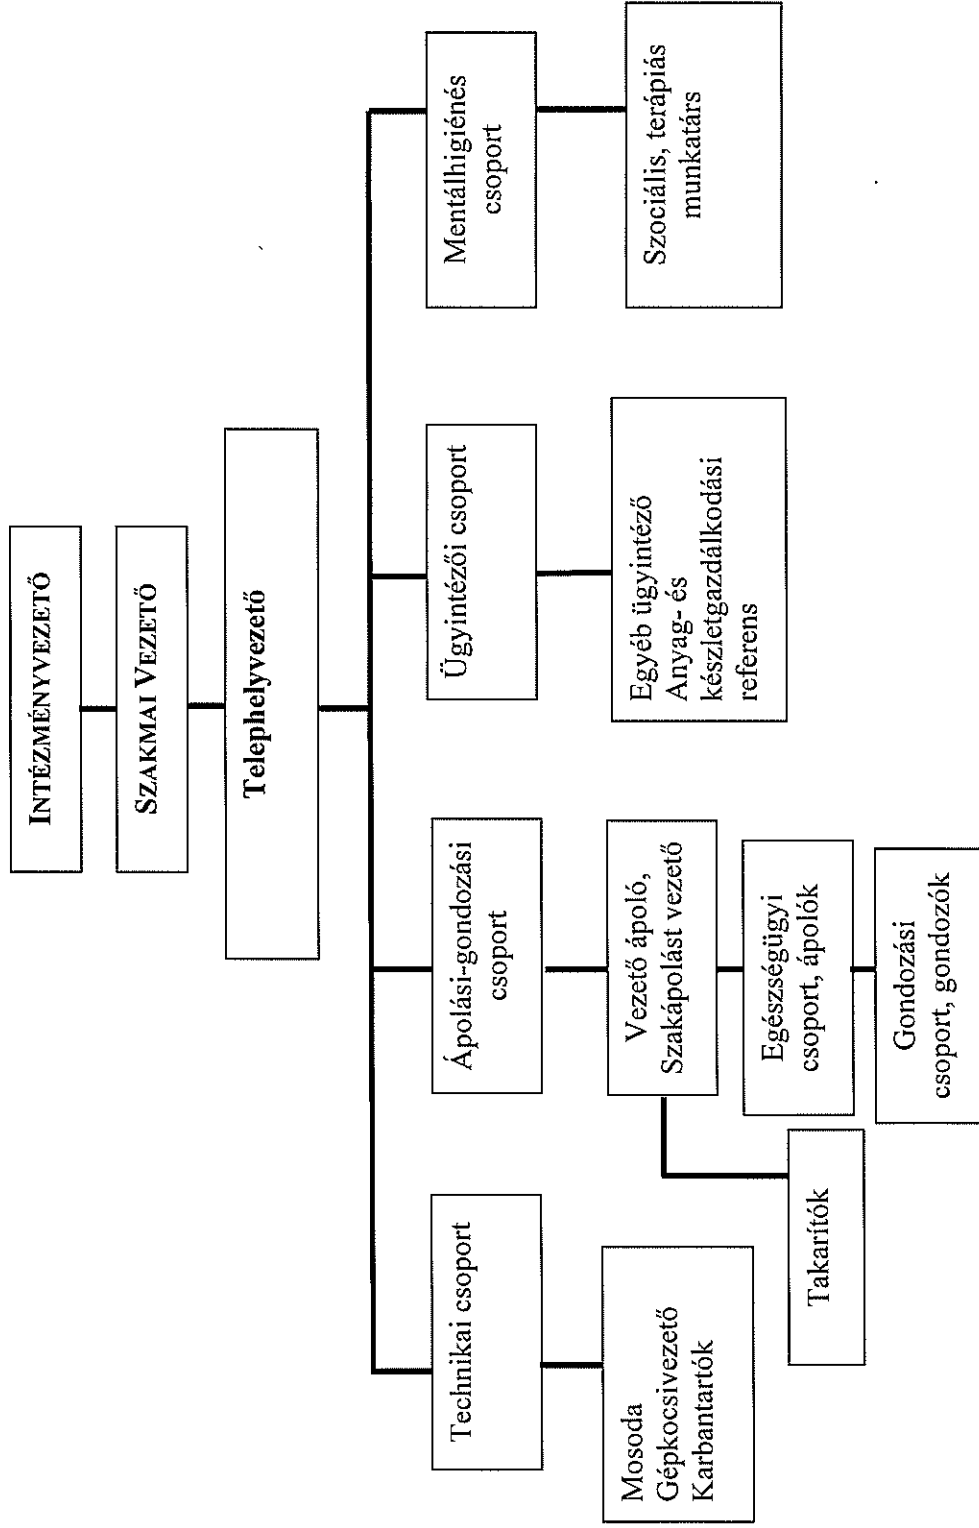 INTÉZMÉNYVEZETŐ
SZAKMAI VEZETŐ
Telephelyvezető
Technikai csoport
Mosoda
Gépkocsivezető
Karbantartók
Ápolási-gondozási
csoport
Vezető ápoló,
Szakápolást vezető
Takarítók
Egészségügyi
csoport, ápolók
Gondozási
csoport, gondozók
Ügyintézői csoport
Egyéb ügyintéző
Anyag- és
készletgazdálkodási
referens
Mentálhigiénés
csoport
Szociális, terápiás
munkatárs